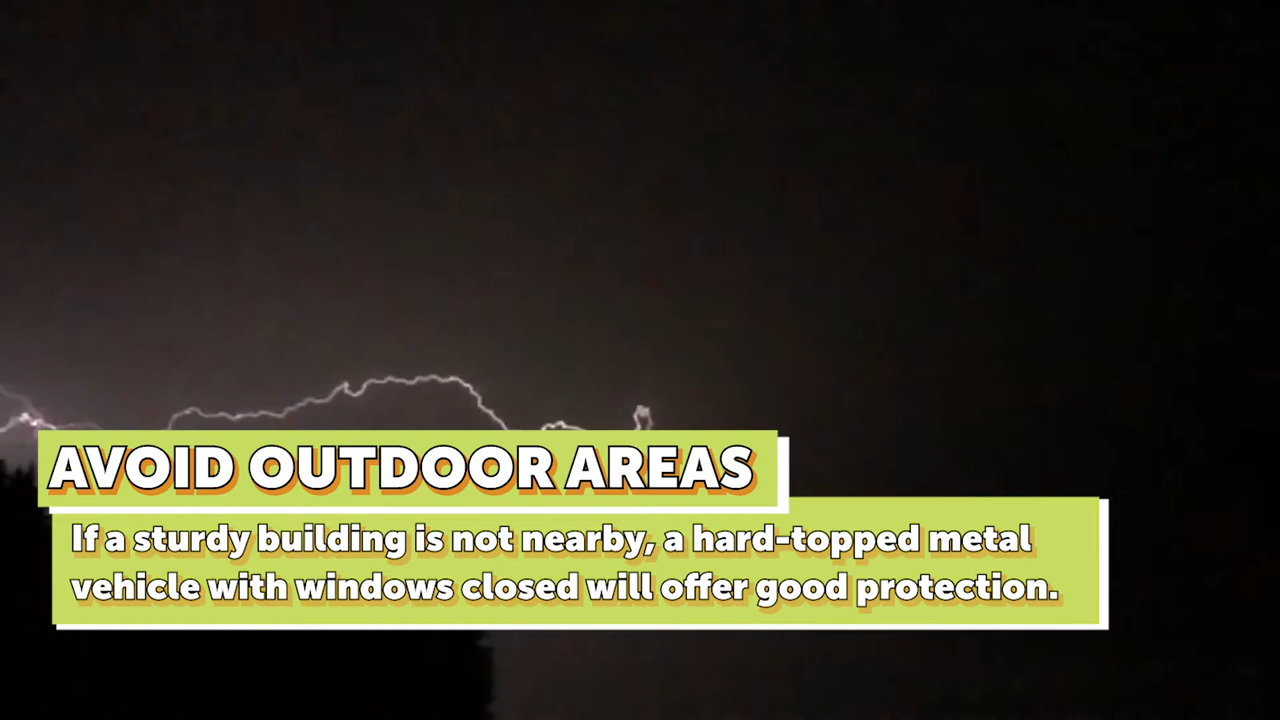 AVOID OUTDOOR AREAS
If a sturdy building is not nearby, a hard-topped metal
vehicle with windows closed will offer good protection.